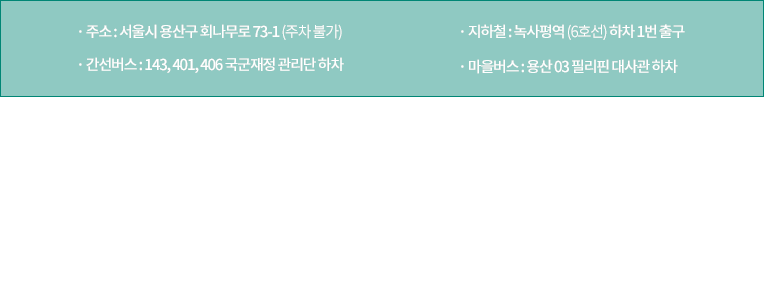 · 주소 : 서울시 용산구 회나무로 73-1 (주차 불가)
· 간선버스 : 143, 401, 406 국군재정 관리단 하차
· 지하철 : 녹사평역 (6호선) 하차 1번 출구
· 마을버스 : 용산 03 필리핀 대사관 하차